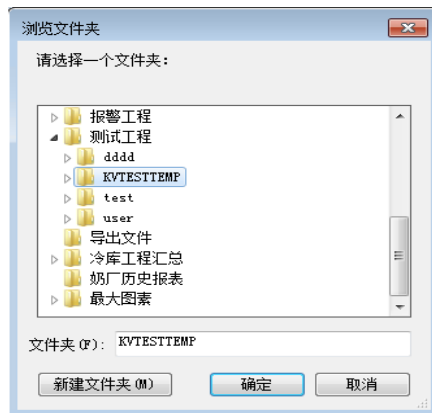 浏览文件夹
请选择一个文件夹：
报警工程
测试工程
dddd
KVTESTTEMP
test
user
导出文件
冷库工程汇总
奶厂历史报表
最大图素
文件夹(F)： KVTESTTEMP
新建文件夹(M) 确定 取消